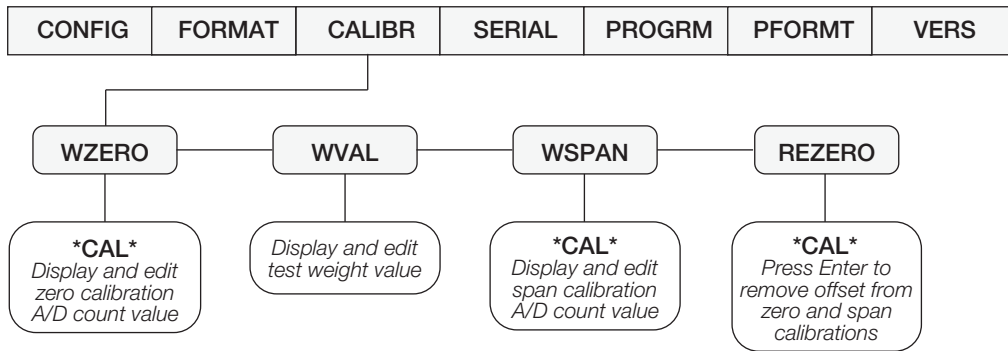 CONFIG FORMAT CALIBR SERIAL PROGRM PFORMT VERS
WZERO WVAL WSPAN REZERO
*CAL*
Display and edit
zero calibration
A/D count value
Display and edit
test weight value
*CAL*
Display and edit
span calibration
A/D count value
*CAL*
Press Enter to
remove offset from
zero and span
calibrations